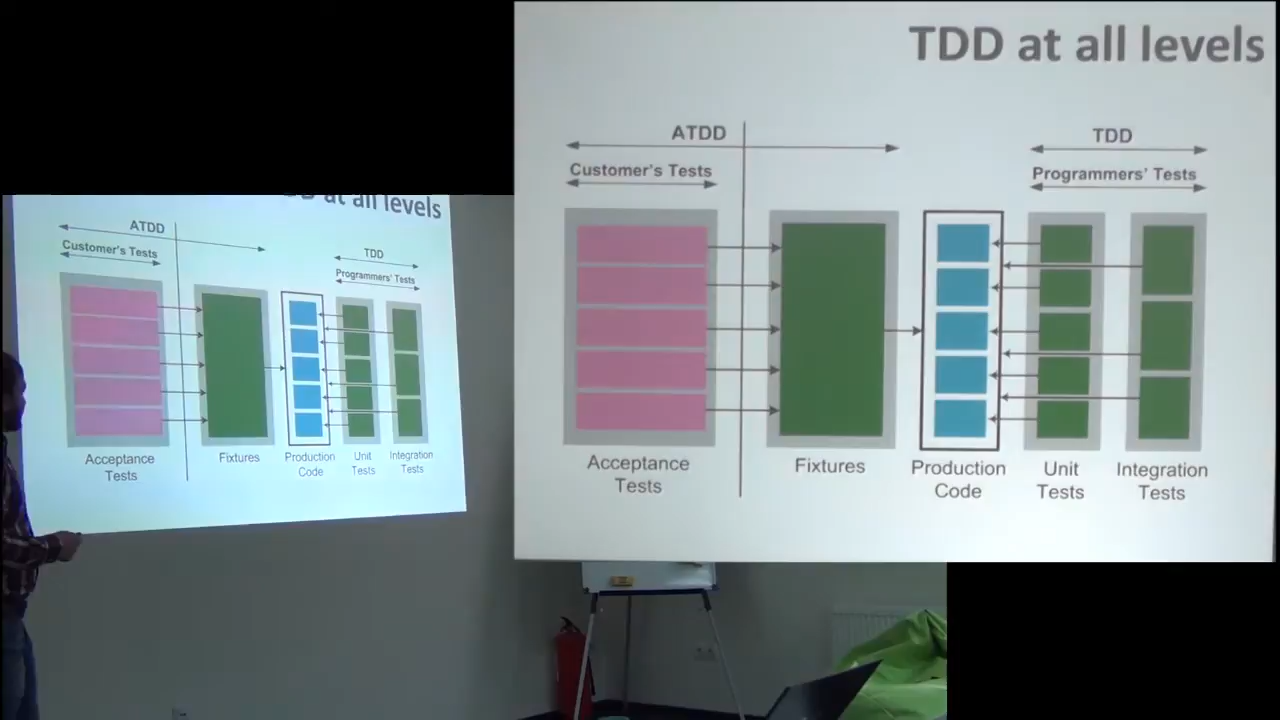 TDD at all levels
ATDD
TDD
Customer's Tests
Programmers' Tests
Acceptance
Tests
Fixtures
Production
Code
Unit
Tests
Integration
Tests
at all levels
ATDD
TDD
Customer's Tests
Programmers' Tests
Acceptance
Tests
Fixtures
Production
Code
Unit
Tests
Integration
Tests